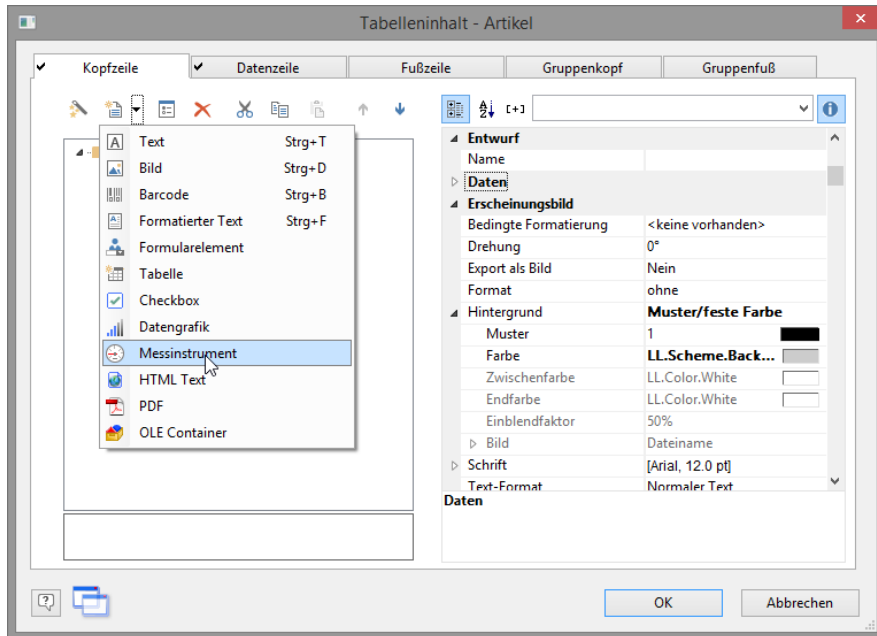 Tabelleninhalt - Artikel
Kopfzeile
Datenzeile
Fußzeile
Gruppenkopf
Gruppenfuß
Text Strg+T
Bild Strg+D
Barcode Strg+B
Formatierter Text Strg+F
Formularelement
Tabelle
Checkbox
Datengrafik
Messinstrument
HTML Text
PDF
OLE Container
Entwurf
Name
Daten
Erscheinungsbild
Bedingte Formatierung <keine vorhanden>
Drehung 0°
Export als Bild Nein
Format ohne
Hintergrund Muster/feste Farbe
Muster 1
Farbe LL.Scheme.Back...
Zwischenfarbe LL.Color.White
Endfarbe LL.Color.White
Einblendfaktor 50%
Bild Dateiname
Schrift [Arial, 12.0 pt]
Text-Format Normaler Text
Daten
OK
Abbrechen